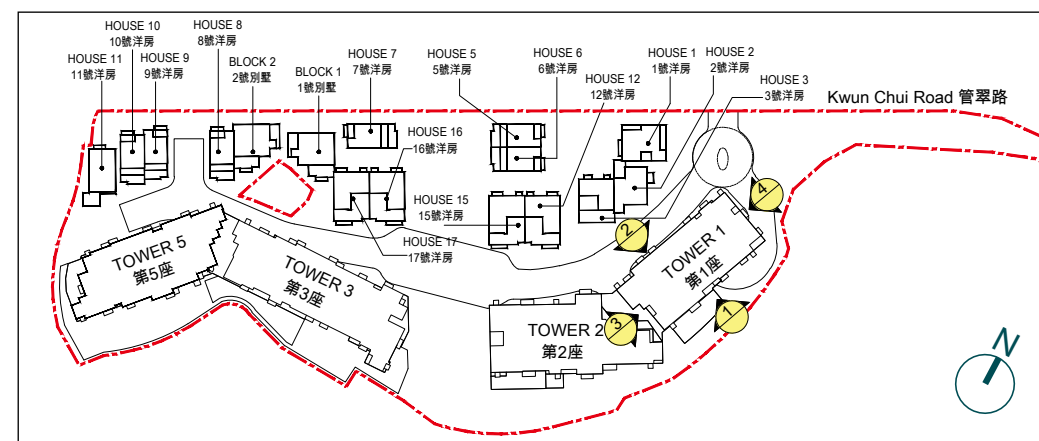 HOUSE 11
11號洋房
HOUSE 10
10號洋房
HOUSE 9
9號洋房
HOUSE 8
8號洋房
BLOCK 2
2號別墅
BLOCK 1
1號別墅
HOUSE 7
7號洋房
HOUSE 5
5號洋房
HOUSE 6
6號洋房
HOUSE 12
12號洋房
HOUSE 1
1號洋房
HOUSE 2
2號洋房
HOUSE 3
3號洋房
Kwun Chui Road 管翠路
HOUSE 16
16號洋房
HOUSE 15
15號洋房
HOUSE 17
17號洋房
TOWER 5
第5座
TOWER 3
第3座
TOWER 2
第2座
TOWER 1
第1座
4
2
1
3
N